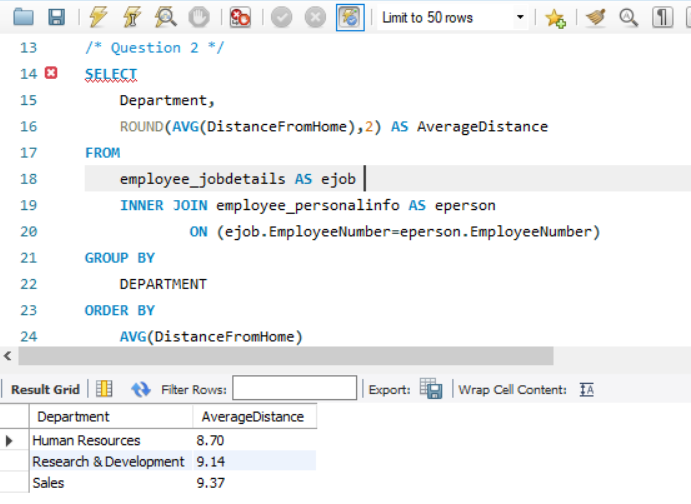 Limit to 50 rows
13 /* Question 2 */
14 SELECT
15 Department,
16 ROUND(AVG(DistanceFromHome),2) AS AverageDistance
17 FROM
18 employee_jobdetails AS ejob
19 INNER JOIN employee_personalinfo AS eperson
20 ON (ejob.EmployeeNumber=eperson.EmployeeNumber)
21 GROUP BY
22 DEPARTMENT
23 ORDER BY
24 AVG(DistanceFromHome)
Result Grid Filter Rows: Export: Wrap Cell Content:
Department AverageDistance
Human Resources 8.70
Research & Development 9.14
Sales 9.37